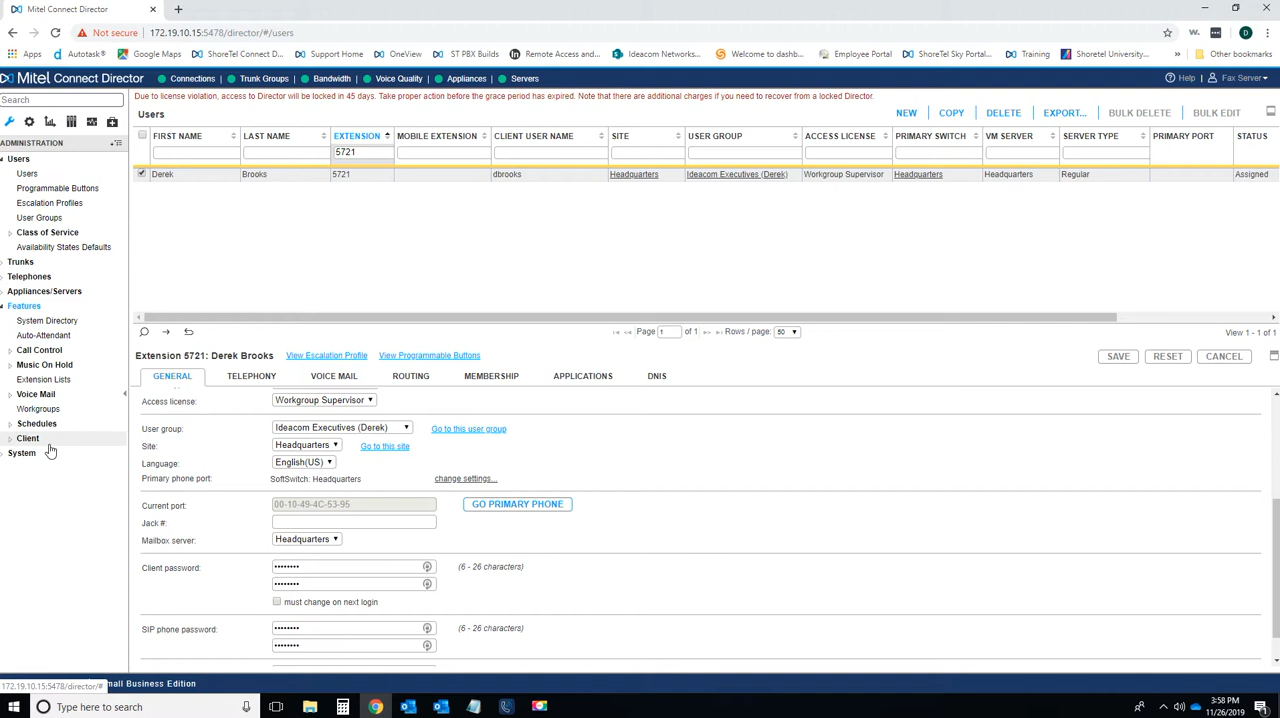 Mitel Connect Director
Not secure 172.19.10.15:5478/director/#/users
Apps Autodesk® Google Maps ShoreTel Connect D... Support Home OneView ST PBX Builds Remote Access and... Ideacom Networks... Welcome to dashb... Employee Portal ShoreTel Sky Portal... Training Shoretel University... Other bookmarks
Mitel Connect Director Connections Trunk Groups Bandwidth Voice Quality Appliances Servers Help Fax Server
Search
Due to license violation, access to Director will be locked in 45 days. Take proper action before the grace period has expired. Note that there are additional charges if you need to recover from a locked Director.
Users NEW COPY DELETE EXPORT... BULK DELETE BULK EDIT
FIRST NAME LAST NAME EXTENSION MOBILE EXTENSION CLIENT USER NAME SITE USER GROUP ACCESS LICENSE PRIMARY SWITCH VM SERVER SERVER TYPE PRIMARY PORT STATUS
5721
Derek Brooks 5721 dbrooks Headquarters Ideacom Executives (Derek) Workgroup Supervisor Headquarters Headquarters Regular Assigned
ADMINISTRATION
Users
Users
Programmable Buttons
Escalation Profiles
User Groups
Class of Service
Availability States Defaults
Trunks
Telephones
Appliances/Servers
Features
System Directory
Auto-Attendant
Call Control
Music On Hold
Extension Lists
Voice Mail
Workgroups
Schedules
Client
System
Page 1 of 1 Rows / page: 50 View 1 - 1 of 1
Extension 5721: Derek Brooks View Escalation Profile View Programmable Buttons SAVE RESET CANCEL
GENERAL TELEPHONY VOICE MAIL ROUTING MEMBERSHIP APPLICATIONS DNIS
Access license: Workgroup Supervisor
User group: Ideacom Executives (Derek) Go to this user group
Site: Headquarters Go to this site
Language: English(US)
Primary phone port: SoftSwitch: Headquarters change settings...
Current port: 00-10-49-4C-53-95 GO PRIMARY PHONE
Jack #:
Mailbox server: Headquarters
Client password: •••••••• (6 - 26 characters)
••••••••
must change on next login
SIP phone password: •••••••• (6 - 26 characters)
••••••••
172.19.10.15:5478/director/# mall Business Edition
Type here to search
3:58 PM
11/26/2019